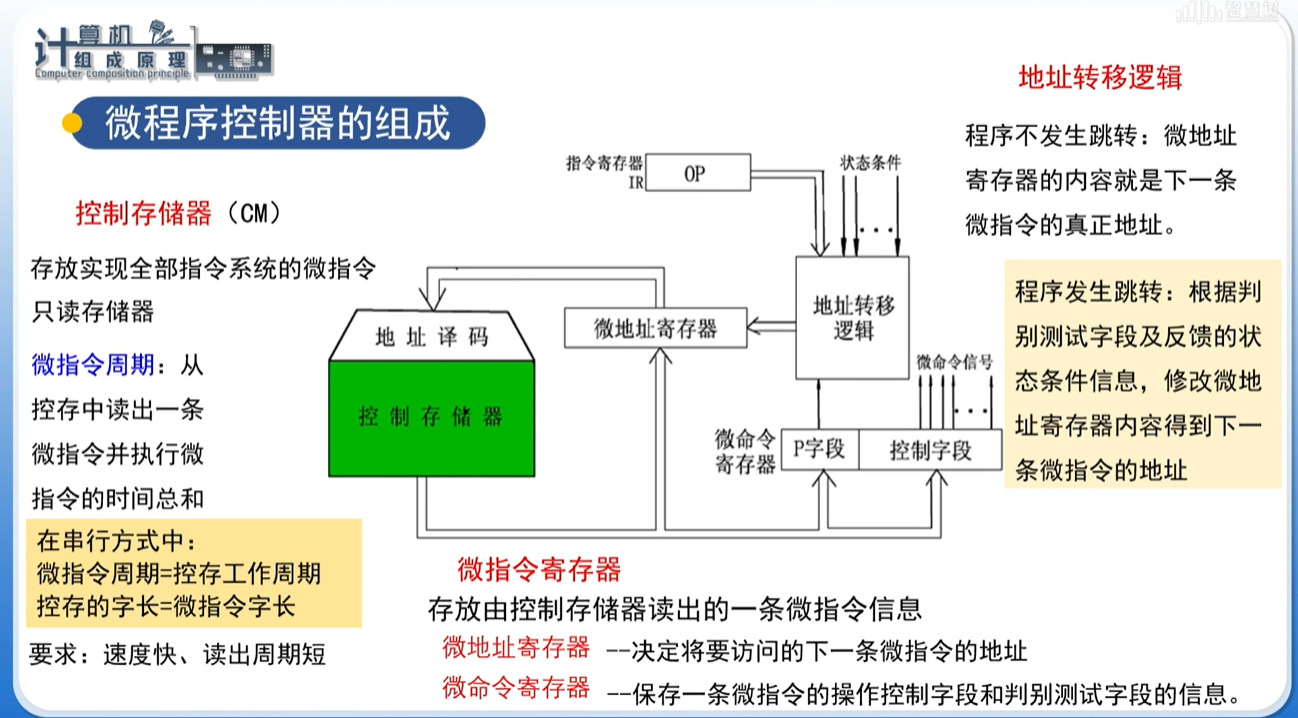 计算机
组成原理
Computer composition principle
微程序控制器的组成
控制存储器（CM）
存放实现全部指令系统的微指令
只读存储器
微指令周期：从
控存中读出一条
微指令并执行微
指令的时间总和
在串行方式中：
微指令周期=控存工作周期
控存的字长=微指令字长
要求：速度快、读出周期短
指令寄存器
IR
OP
状态条件
地址译码
控制存储器
微地址寄存器
地址转移
逻辑
微命令信号
微命令
寄存器
P字段
控制字段
微指令寄存器
存放由控制存储器读出的一条微指令信息
微地址寄存器 --决定将要访问的下一条微指令的地址
微命令寄存器 --保存一条微指令的操作控制字段和判别测试字段的信息。
地址转移逻辑
程序不发生跳转：微地址
寄存器的内容就是下一条
微指令的真正地址。
程序发生跳转：根据判
别测试字段及反馈的状
态条件信息，修改微地
址寄存器内容得到下一
条微指令的地址